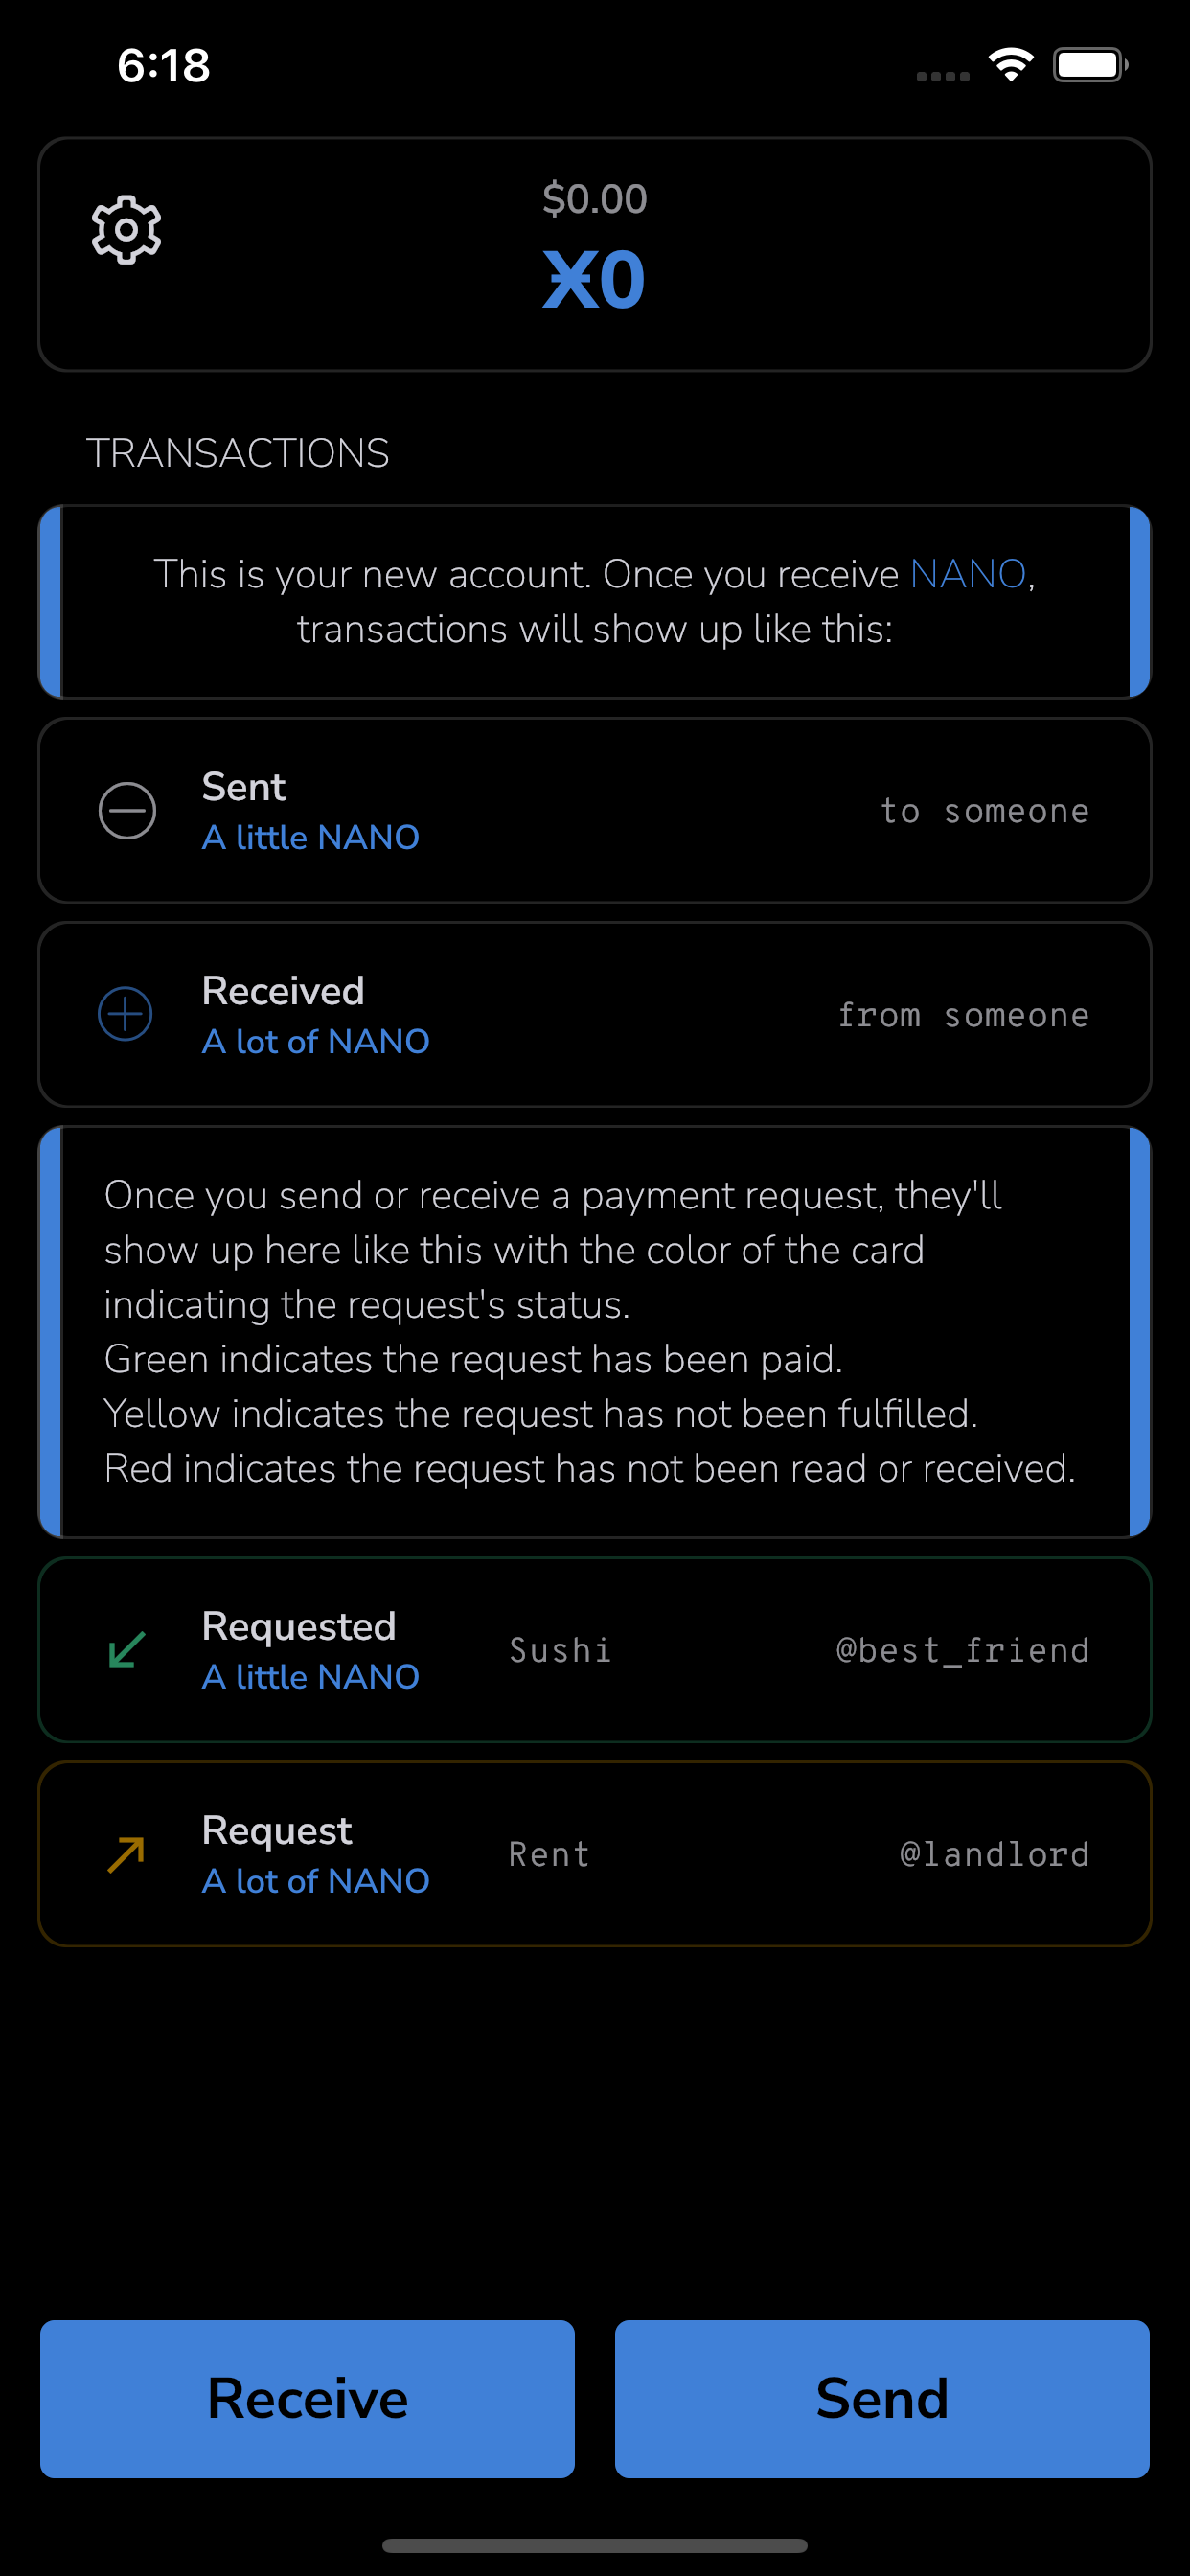 6:18
$0.00
Ӿ0
TRANSACTIONS
This is your new account. Once you receive NANO,
transactions will show up like this:
Sent
A little NANO
to someone
Received
A lot of NANO
from someone
Once you send or receive a payment request, they'll
show up here like this with the color of the card
indicating the request's status.
Green indicates the request has been paid.
Yellow indicates the request has not been fulfilled.
Red indicates the request has not been read or received.
Requested
A little NANO
Sushi
@best_friend
Request
A lot of NANO
Rent
@landlord
Receive
Send